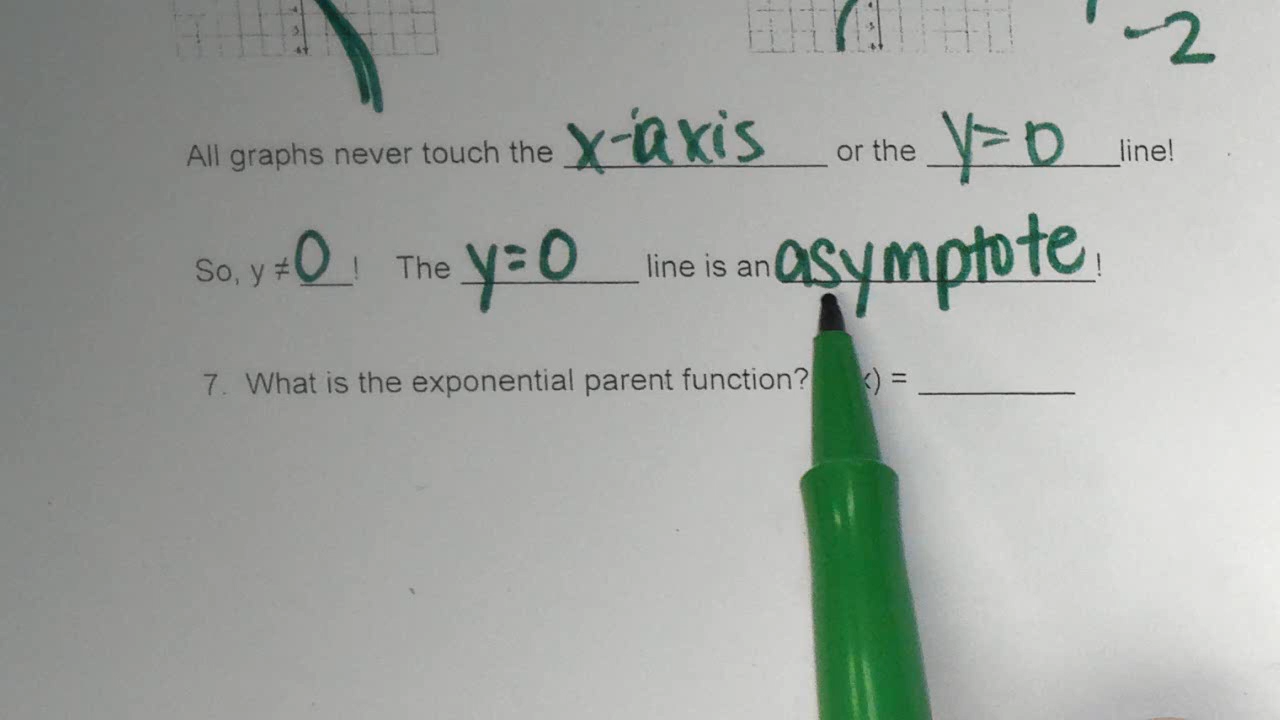 -2
All graphs never touch the x-axis or the y=0 line!
So, y ≠ 0! The y=0 line is an asymptote!
7. What is the exponential parent function? x) = ________